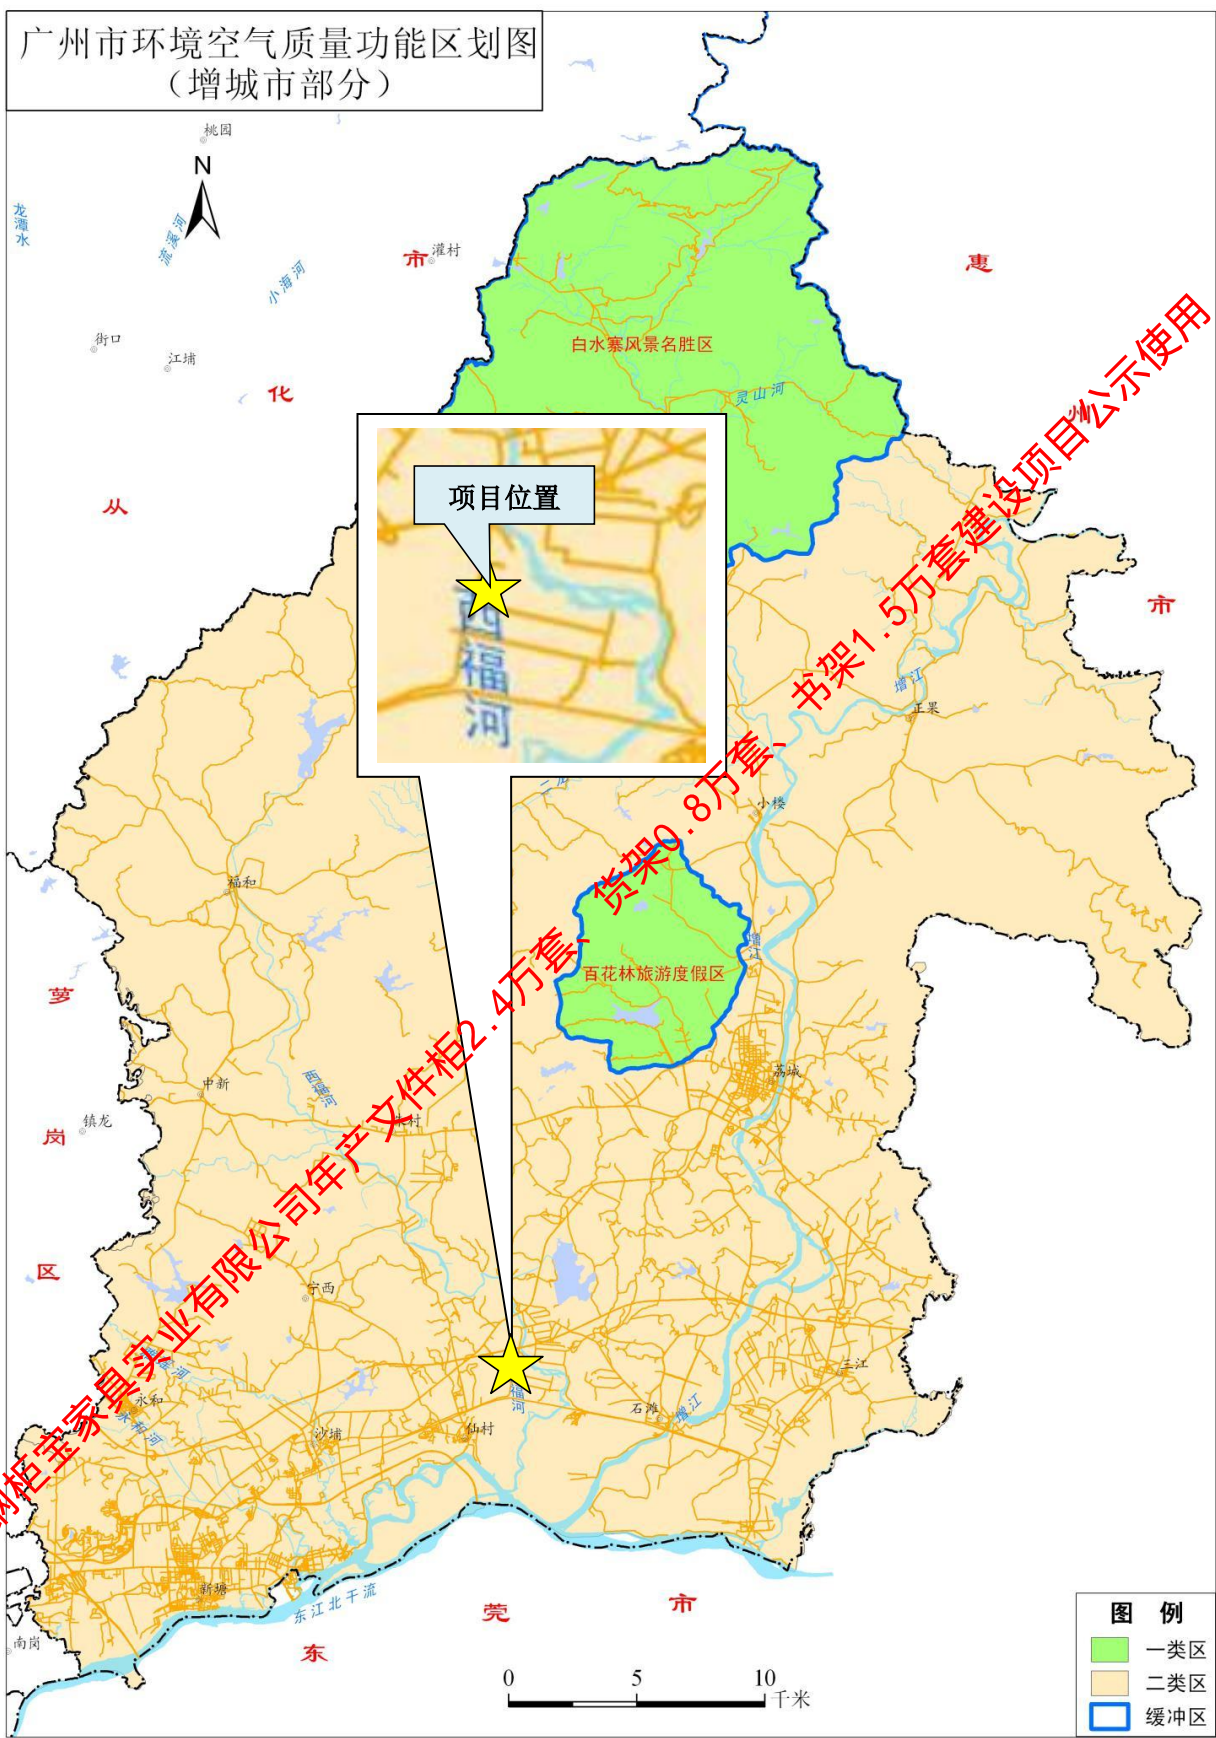 广州市环境空气质量功能区划图
（增城市部分）
桃园
N
龙潭水
流溪河
小海河
市
灌村
惠
街口
江埔
化
白水寨风景名胜区
灵山河
州
从
项目位置
西福河
市
增江
正果
小楼
福和
增江
百花林旅游度假区
萝
中新
西福河
荔城
镇龙
岗
村
区
宁西
三江
福河
永和
永和河
石滩
增江
沙埔
仙村
新塘
东江北干流
莞
市
南岗
东
钢柜宝家具实业有限公司年产文件柜2.4万套、货架0.8万套、书架1.5万套建设项目公示使用
0 5 10
千米
图 例
一类区
二类区
缓冲区